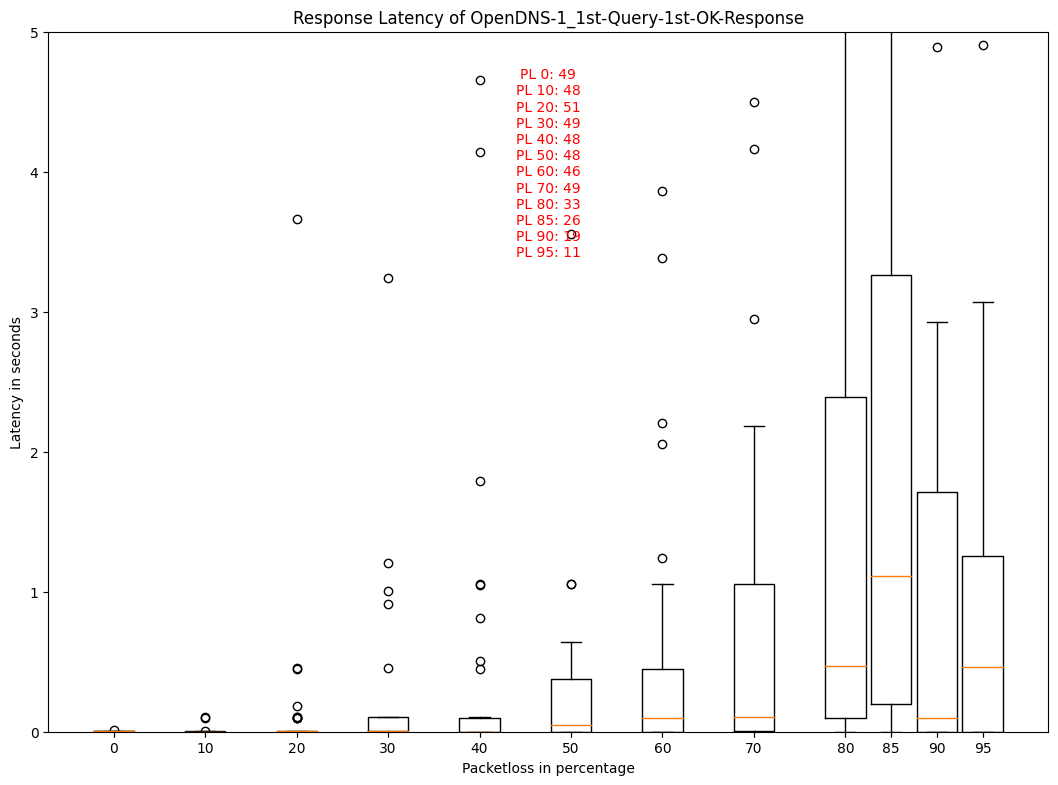 Response Latency of OpenDNS-1_1st-Query-1st-OK-Response
5
4
3
2
1
0
Latency in seconds
PL 0: 49
PL 10: 48
PL 20: 51
PL 30: 49
PL 40: 48
PL 50: 48
PL 60: 46
PL 70: 49
PL 80: 33
PL 85: 26
PL 90: 19
PL 95: 11
0 10 20 30 40 50 60 70 80 85 90 95
Packetloss in percentage